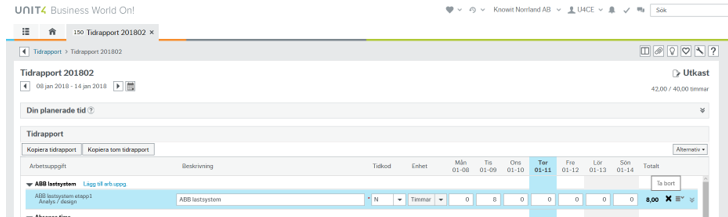 UNIT4 Business World On!
Knowit Norrland AB
U4CE
Sök
150 Tidrapport 201802 ×
Tidrapport > Tidrapport 201802
Tidrapport 201802
Utkast
08 jan 2018 - 14 jan 2018
42,00 / 40,00 timmar
Din planerade tid
Tidrapport
Kopiera tidrapport Kopiera tom tidrapport Alternativ
Arbetsuppgift Beskrivning Tidkod Enhet Mån 01-08 Tis 01-09 Ons 01-10 Tor 01-11 Fre 01-12 Lör 01-13 Sön 01-14 Totalt
ABB lastsystem Lägg till arb.uppg. Ta bort
ABB lastsystem etapp1 ABB lastsystem * N Timmar 0 8 0 0 0 0 0 8,00
Analys / design